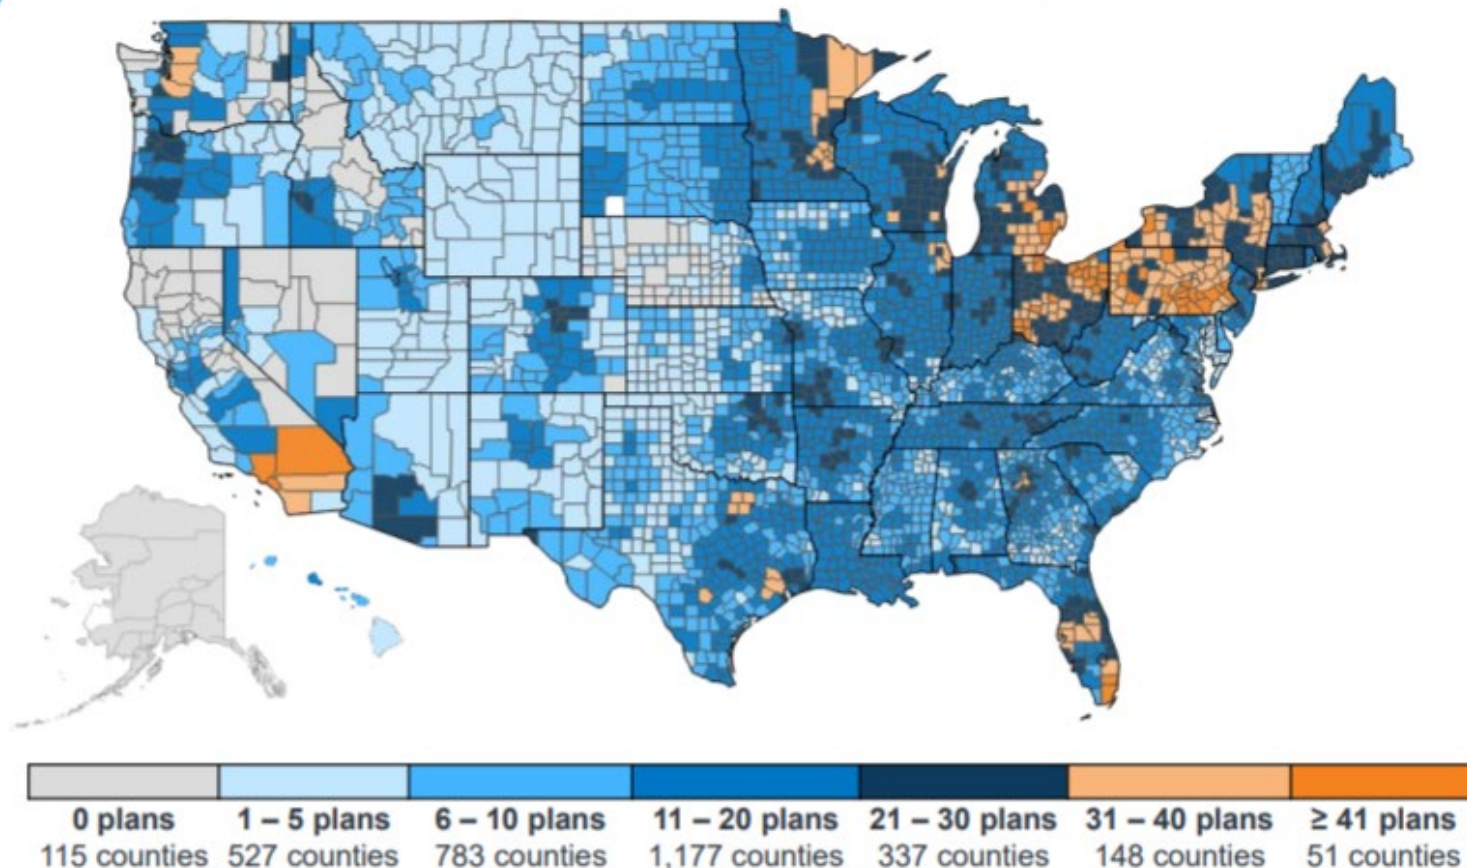 0 plans 1 – 5 plans 6 – 10 plans 11 – 20 plans 21 – 30 plans 31 – 40 plans ≥ 41 plans
115 counties 527 counties 783 counties 1,177 counties 337 counties 148 counties 51 counties